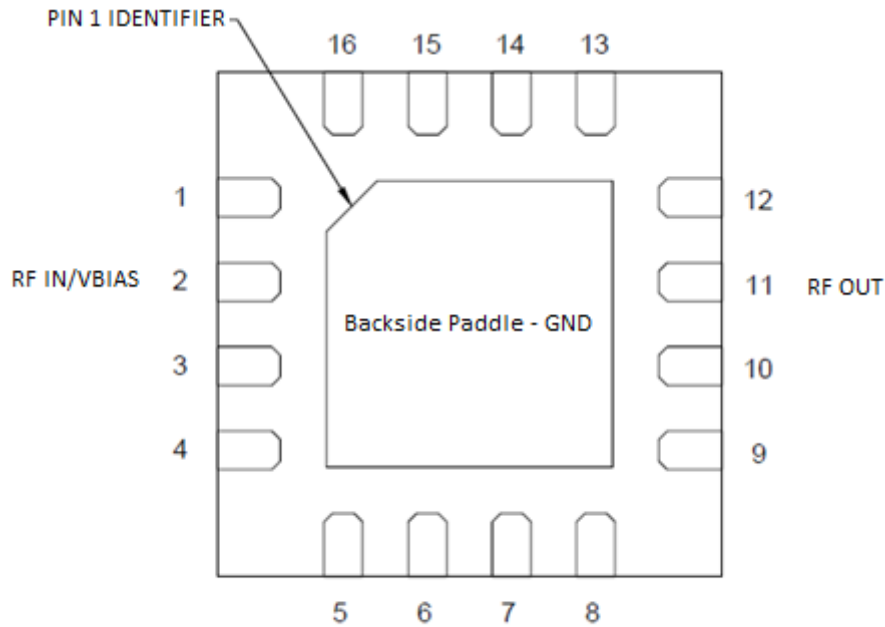 PIN 1 IDENTIFIER
16 15 14 13
1 12
RF IN/VBIAS 2 11 RF OUT
Backside Paddle - GND
3 10
4 9
5 6 7 8